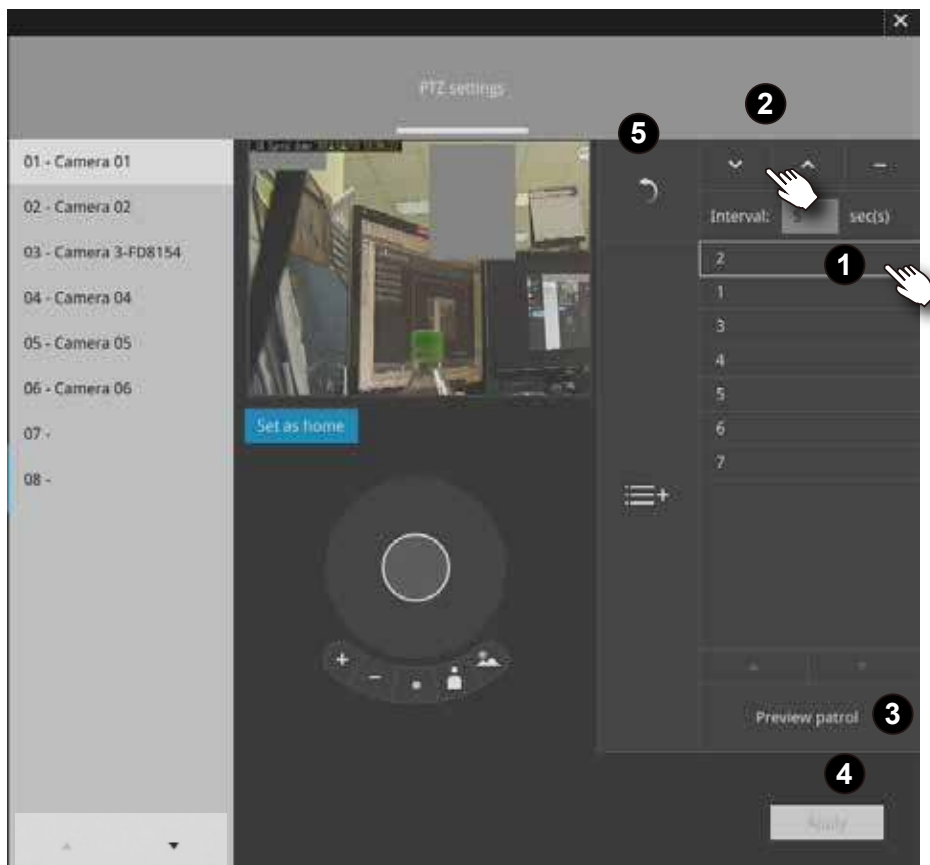 PTZ settings
2
5
01 - Camera 01
02 - Camera 02
03 - Camera 3-FD8154
04 - Camera 04
05 - Camera 05
06 - Camera 06
07 -
08 -
Interval: 5 sec(s)
1
2
1
3
4
5
6
7
Set as home
Preview patrol
3
4
Apply